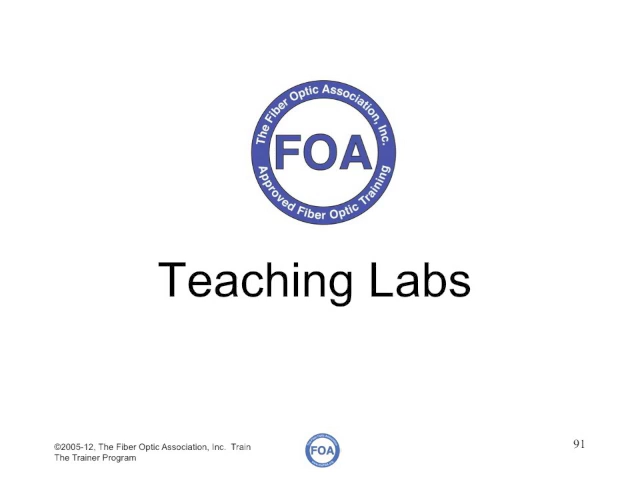 The Fiber Optic Association, Inc.
FOA
Approved Fiber Optic Training
Teaching Labs
©2005-12, The Fiber Optic Association, Inc. Train
The Trainer Program
FOA
91